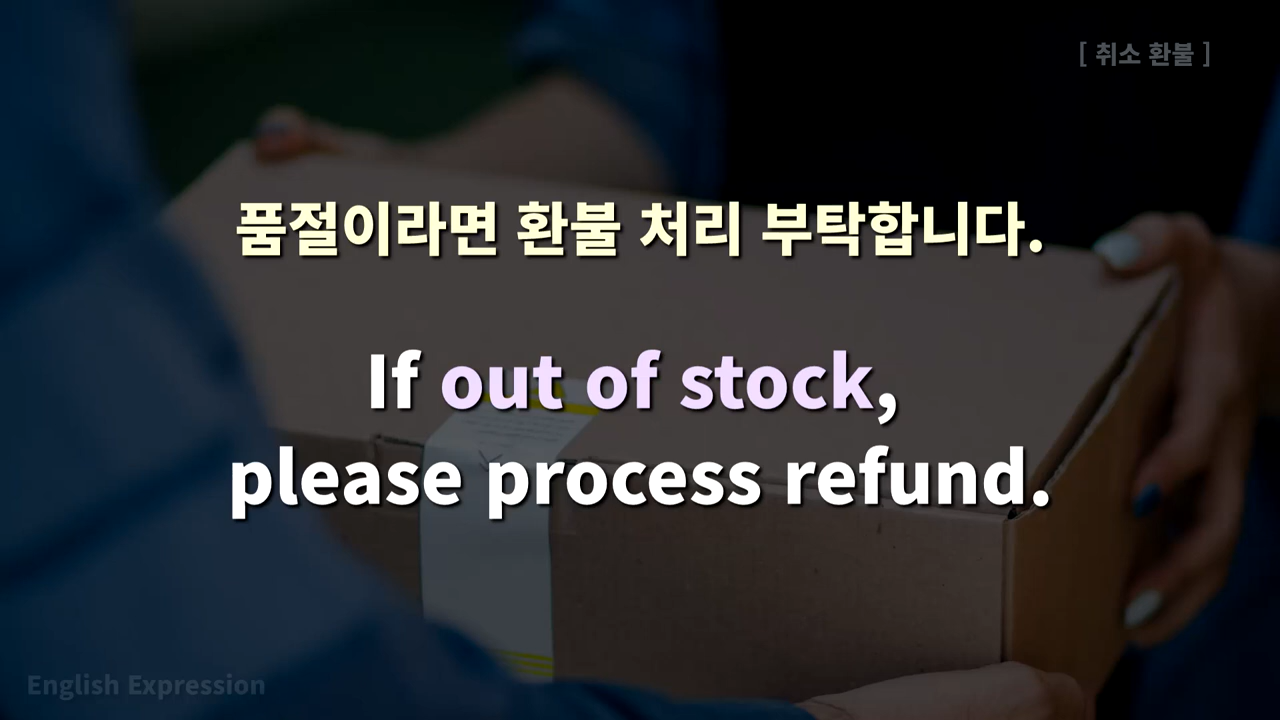 [ 취소 환불 ]
품절이라면 환불 처리 부탁합니다.
If out of stock,
please process refund.
English Expression